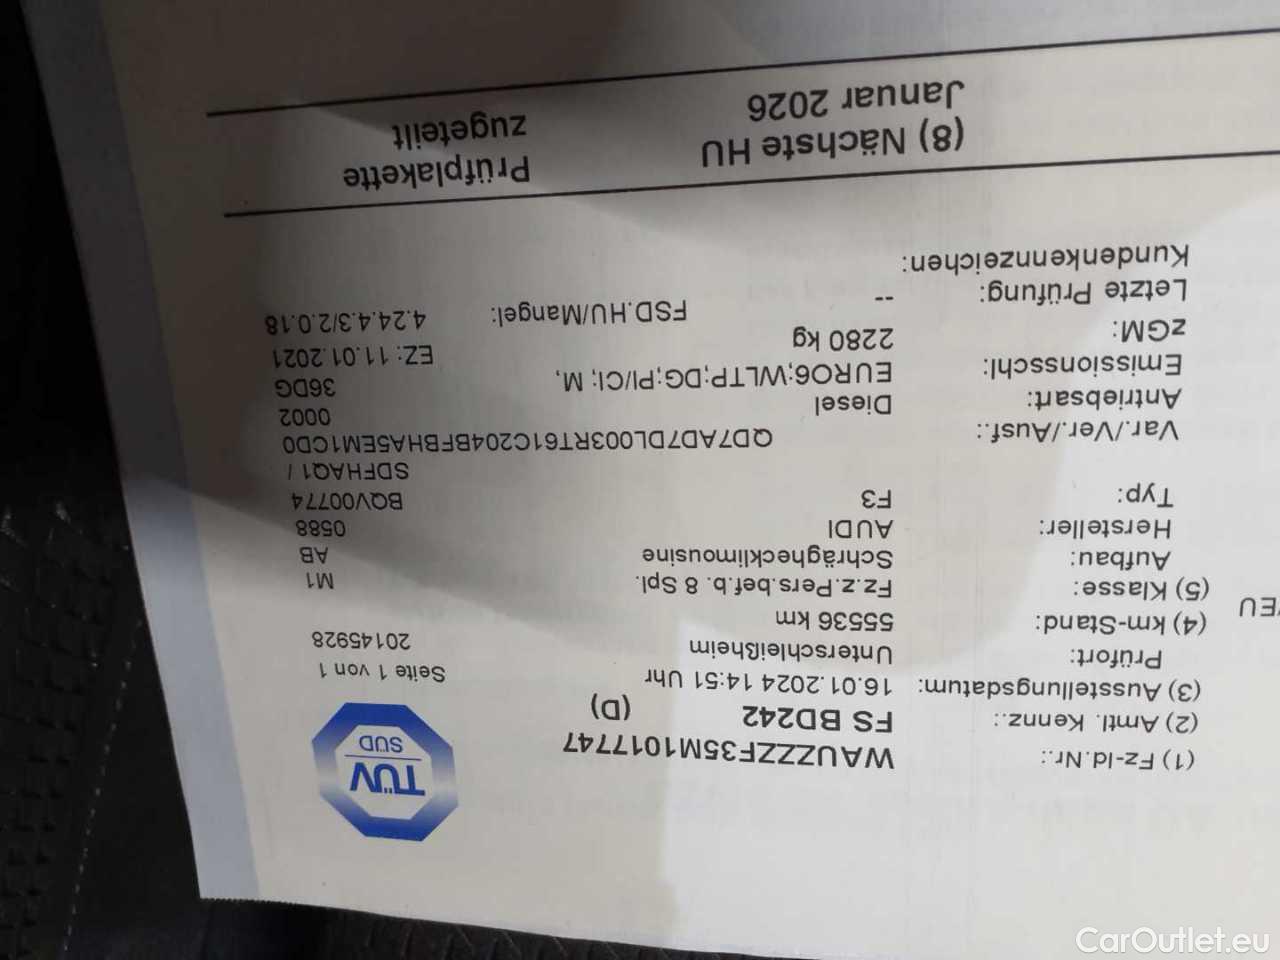 TÜV
SÜD
(1) Fz-Id.Nr.: WAUZZZF35M1017747
(2) Amtl. Kennz.: FS BD242 (D)
(3) Ausstellungsdatum: 16.01.2024 14:51 Uhr Seite 1 von 1
Prüfort: Unterschleißheim 20145928
(4) km-Stand: 55536 km
(5) Klasse: Fz.z.Pers.bef.b. 8 Spl. M1
Aufbau: Schräghecklimousine AB
Hersteller: AUDI 0588
Typ: F3 BQV00774
SDFHAQ1 /
Var./Ver./Ausf.: QD7AD7DL003RT61C204BFBHA5EM1CD0
Antriebsart: Diesel 0002
Emissionsschl.: EURO6;WLTP;DG;PI/CI; M, 36DG
zGM: 2280 kg EZ: 11.01.2021
Letzte Prüfung: -- FSD.HU/Mangel: 4.24.4.3/2.0.18
Kundenkennzeichen:
(8) Nächste HU Prüfplakette
Januar 2026 zugeteilt
CarOutlet.eu